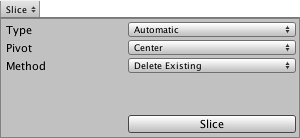 Slice
Type Automatic
Pivot Center
Method Delete Existing
Slice